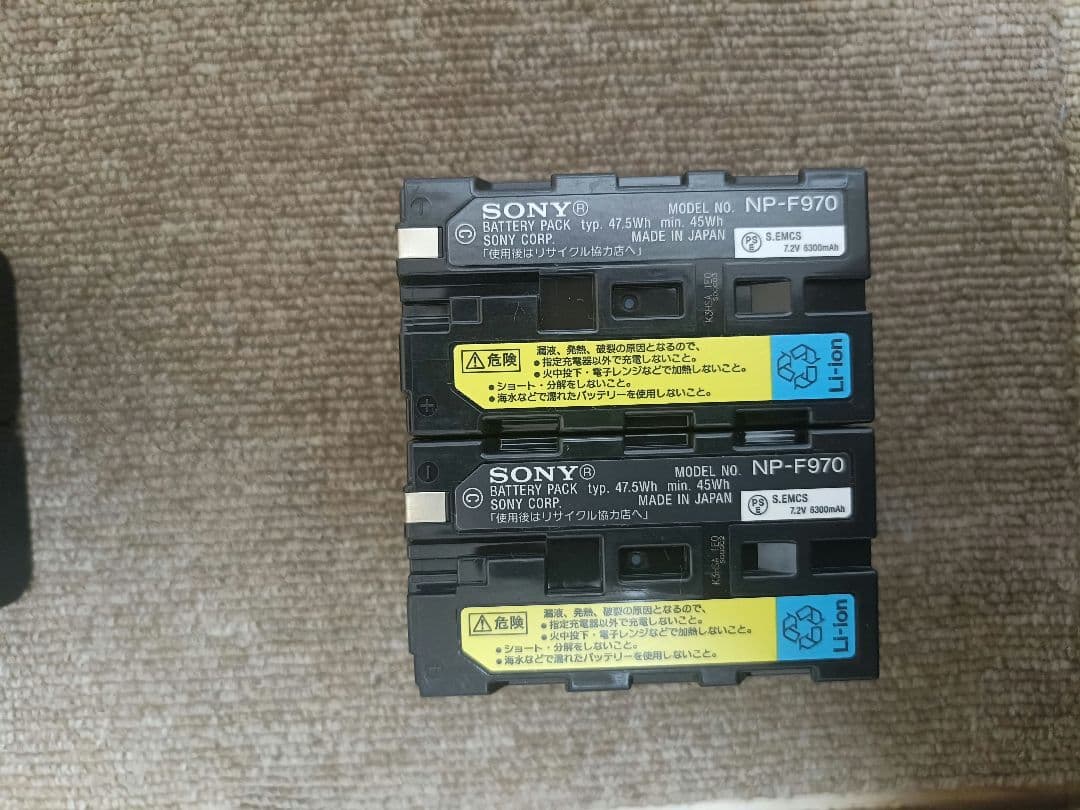 SONY® MODEL NO. NP-F970
BATTERY PACK typ. 47.5Wh min. 45Wh
SONY CORP. MADE IN JAPAN
「使用後はリサイクル協力店へ」
PS E S.EMCS
7.2V 6300mAh
危険
漏液、発熱、破裂の原因となるので、
●指定充電器以外で充電しないこと。
●火中投下・電子レンジなどで加熱しないこと。
●ショート・分解をしないこと。
●海水などで濡れたバッテリーを使用しないこと。
Li-ion
SONY® MODEL NO. NP-F970
BATTERY PACK typ. 47.5Wh min. 45Wh
SONY CORP. MADE IN JAPAN
「使用後はリサイクル協力店へ」
PS E S.EMCS
7.2V 6300mAh
危険
漏液、発熱、破裂の原因となるので、
●指定充電器以外で充電しないこと。
●火中投下・電子レンジなどで加熱しないこと。
●ショート・分解をしないこと。
●海水などで濡れたバッテリーを使用しないこと。
Li-ion